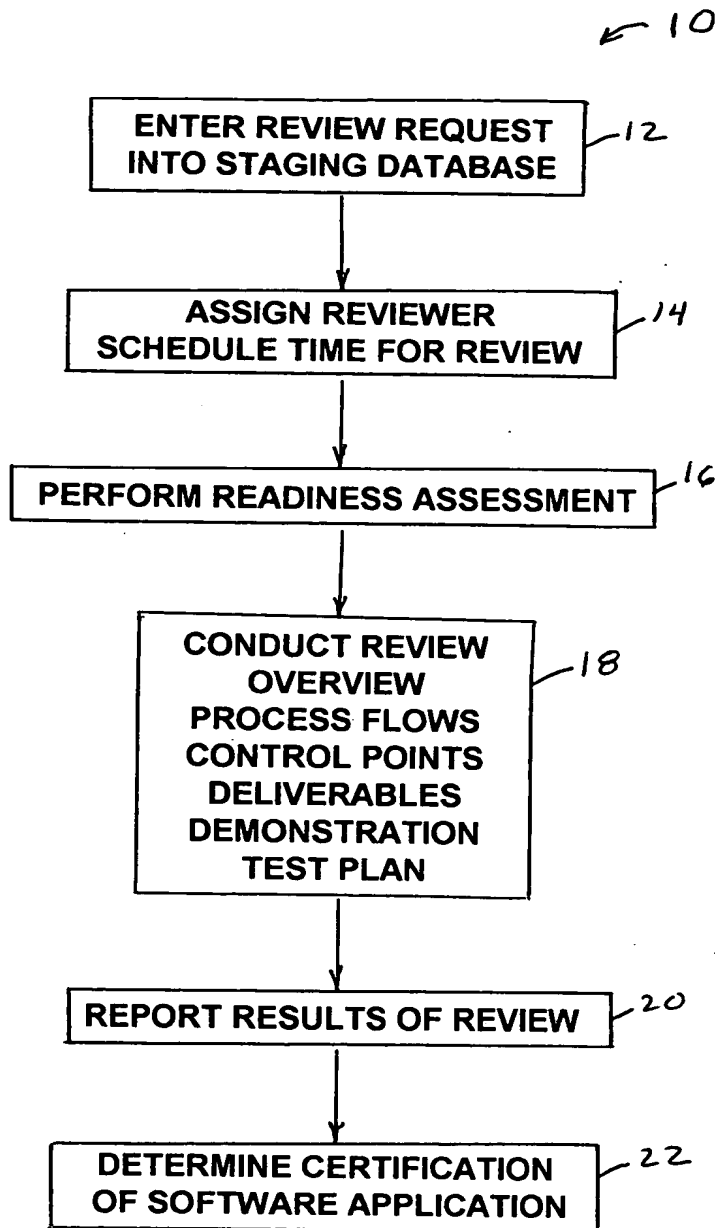 10
ENTER REVIEW REQUEST
INTO STAGING DATABASE
12
ASSIGN REVIEWER
SCHEDULE TIME FOR REVIEW
14
PERFORM READINESS ASSESSMENT
16
CONDUCT REVIEW
OVERVIEW
PROCESS FLOWS
CONTROL POINTS
DELIVERABLES
DEMONSTRATION
TEST PLAN
18
REPORT RESULTS OF REVIEW
20
DETERMINE CERTIFICATION
OF SOFTWARE APPLICATION
22